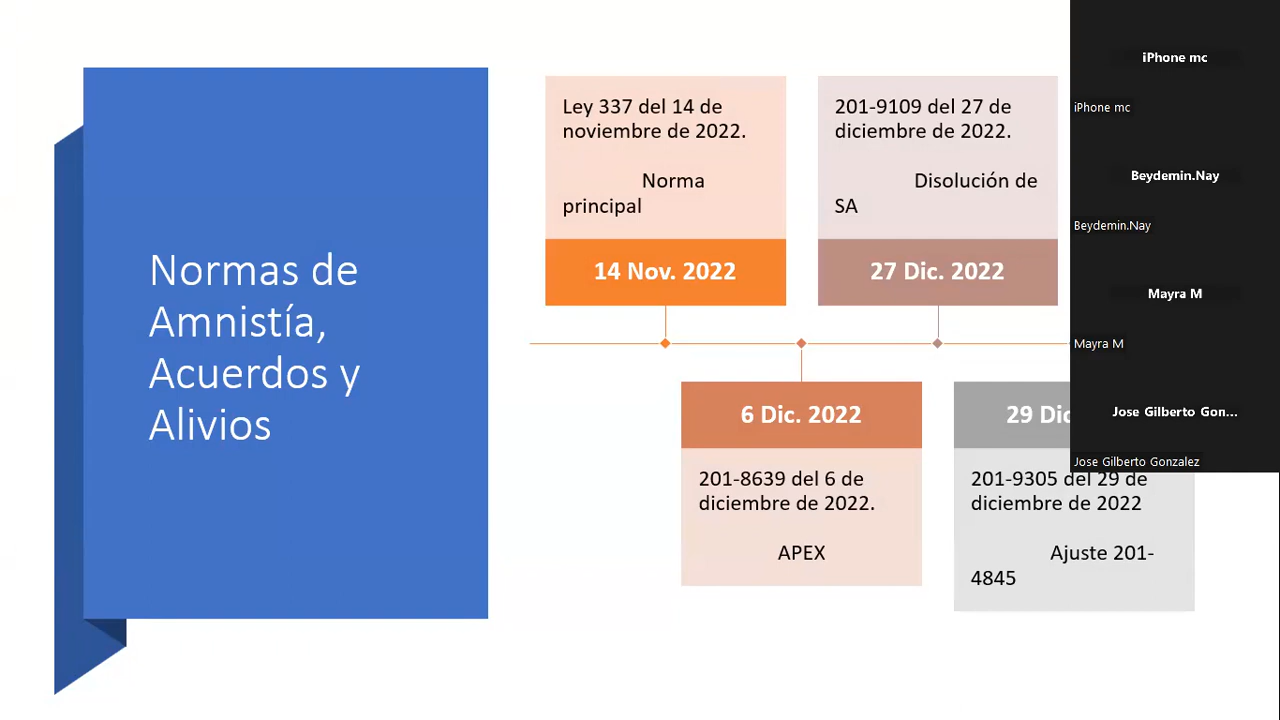 Normas de
Amnistía,
Acuerdos y
Alivios
Ley 337 del 14 de
noviembre de 2022.
Norma
principal
14 Nov. 2022
201-9109 del 27 de
diciembre de 2022.
Disolución de
SA
27 Dic. 2022
6 Dic. 2022
201-8639 del 6 de
diciembre de 2022.
APEX
29 Dic
201-9305 del 29 de
diciembre de 2022
Ajuste 201-
4845
iPhone mc
iPhone mc
Beydemin.Nay
Beydemin.Nay
Mayra M
Mayra M
Jose Gilberto Gon...
Jose Gilberto Gonzalez